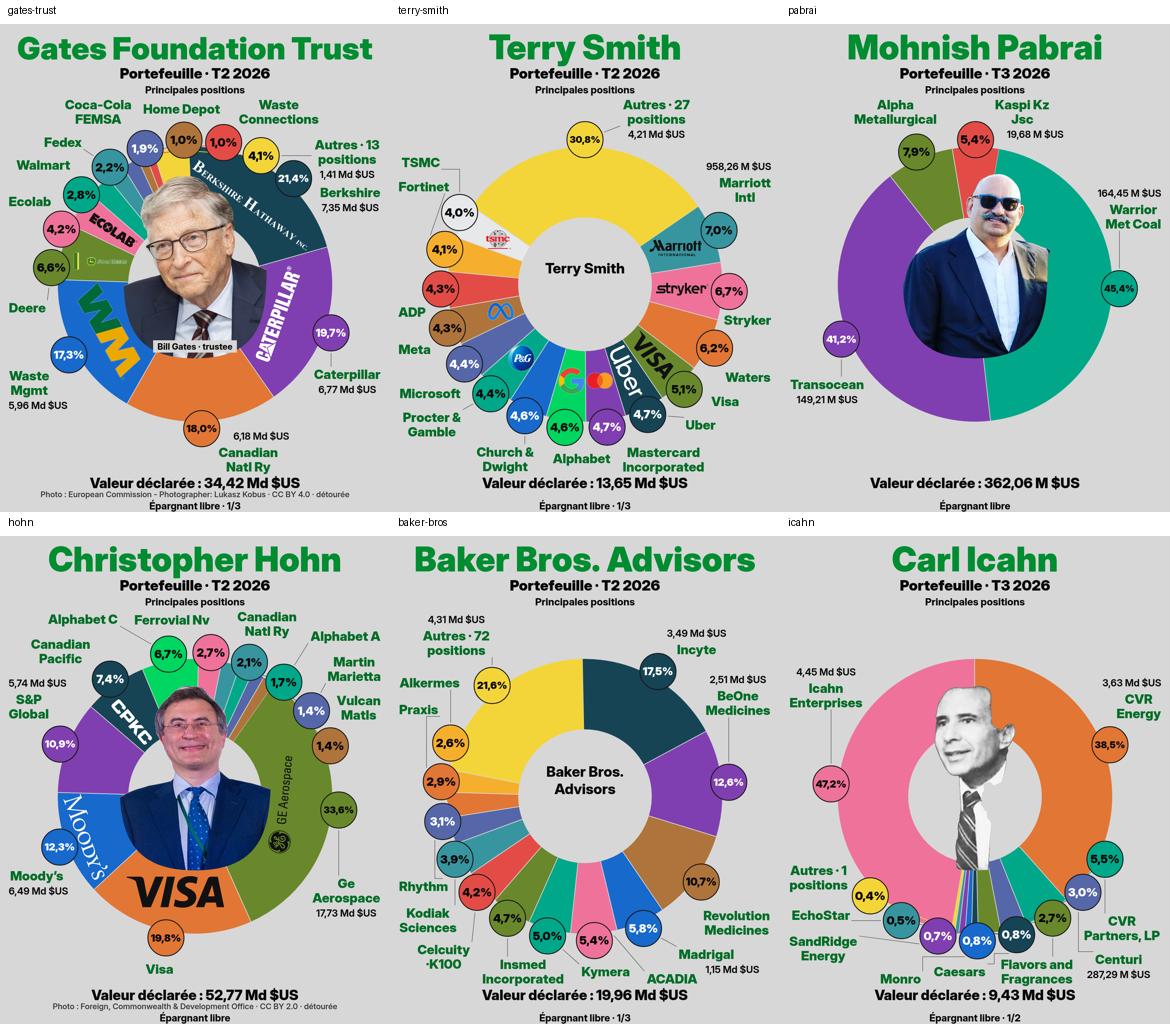 gates-trust
Gates Foundation Trust
Portefeuille · T2 2026
Principales positions
Coca-Cola
FEMSA
Home Depot
Waste
Connections
Fedex
Walmart
Ecolab
Deere
Waste
Mgmt
5,96 Md $US
Autres · 13
positions
1,41 Md $US
Berkshire
7,35 Md $US
Caterpillar
6,77 Md $US
6,18 Md $US
Canadian
Natl Ry
1,9%
1,0%
1,0%
4,1%
21,4%
2,2%
2,8%
4,2%
6,6%
17,3%
18,0%
19,7%
BERKSHIRE HATHAWAY INC.
ECOLAB
WM
CATERPILLAR®
Bill Gates · trustee
Valeur déclarée : 34,42 Md $US
Photo : European Commission - Photographer: Lukasz Kobus · CC BY 4.0 · détourée
Épargnant libre · 1/3
terry-smith
Terry Smith
Portefeuille · T2 2026
Principales positions
Autres · 27
positions
4,21 Md $US
30,8%
TSMC
Fortinet
4,0%
4,1%
4,3%
ADP
4,3%
Meta
4,4%
Microsoft
4,4%
Procter &
Gamble
4,6%
Church &
Dwight
4,6%
Alphabet
4,7%
Mastercard
Incorporated
4,7%
Uber
5,1%
Visa
6,2%
Waters
6,7%
Stryker
7,0%
958,26 M $US
Marriott
Intl
tsmc
Marriott
INTERNATIONAL
stryker
VISA
Uber
P&G
Terry Smith
Valeur déclarée : 13,65 Md $US
Épargnant libre · 1/3
pabrai
Mohnish Pabrai
Portefeuille · T3 2026
Principales positions
Alpha
Metallurgical
7,9%
Kaspi Kz
Jsc
19,68 M $US
5,4%
164,45 M $US
Warrior
Met Coal
45,4%
41,2%
Transocean
149,21 M $US
Valeur déclarée : 362,06 M $US
Épargnant libre
hohn
Christopher Hohn
Portefeuille · T2 2026
Principales positions
Alphabet C
Ferrovial Nv
Canadian
Natl Ry
Alphabet A
Martin
Marietta
Vulcan
Matls
Canadian
Pacific
5,74 Md $US
S&P
Global
6,7%
2,7%
2,1%
1,7%
1,4%
1,4%
7,4%
10,9%
12,3%
Moody's
6,49 Md $US
33,6%
Ge
Aerospace
17,73 Md $US
19,8%
Visa
CPKC
MOODY'S
VISA
GE Aerospace
Valeur déclarée : 52,77 Md $US
Photo : Foreign, Commonwealth & Development Office · CC BY 2.0 · détourée
Épargnant libre
baker-bros
Baker Bros. Advisors
Portefeuille · T2 2026
Principales positions
4,31 Md $US
Autres · 72
positions
21,6%
3,49 Md $US
Incyte
17,5%
2,51 Md $US
BeOne
Medicines
12,6%
10,7%
Revolution
Medicines
5,8%
Madrigal
1,15 Md $US
5,4%
ACADIA
5,0%
Kymera
4,7%
Insmed
Incorporated
4,2%
Celcuity
·K100
3,9%
Kodiak
Sciences
3,1%
Rhythm
2,9%
Praxis
2,6%
Alkermes
Baker Bros.
Advisors
Valeur déclarée : 19,96 Md $US
Épargnant libre · 1/3
icahn
Carl Icahn
Portefeuille · T3 2026
Principales positions
4,45 Md $US
Icahn
Enterprises
47,2%
3,63 Md $US
CVR
Energy
38,5%
5,5%
CVR
Partners, LP
3,0%
Centuri
287,29 M $US
2,7%
Flavors and
Fragrances
0,8%
Caesars
0,8%
Monro
0,7%
SandRidge
Energy
0,5%
EchoStar
0,4%
Autres · 1
positions
Valeur déclarée : 9,43 Md $US
Épargnant libre · 1/2